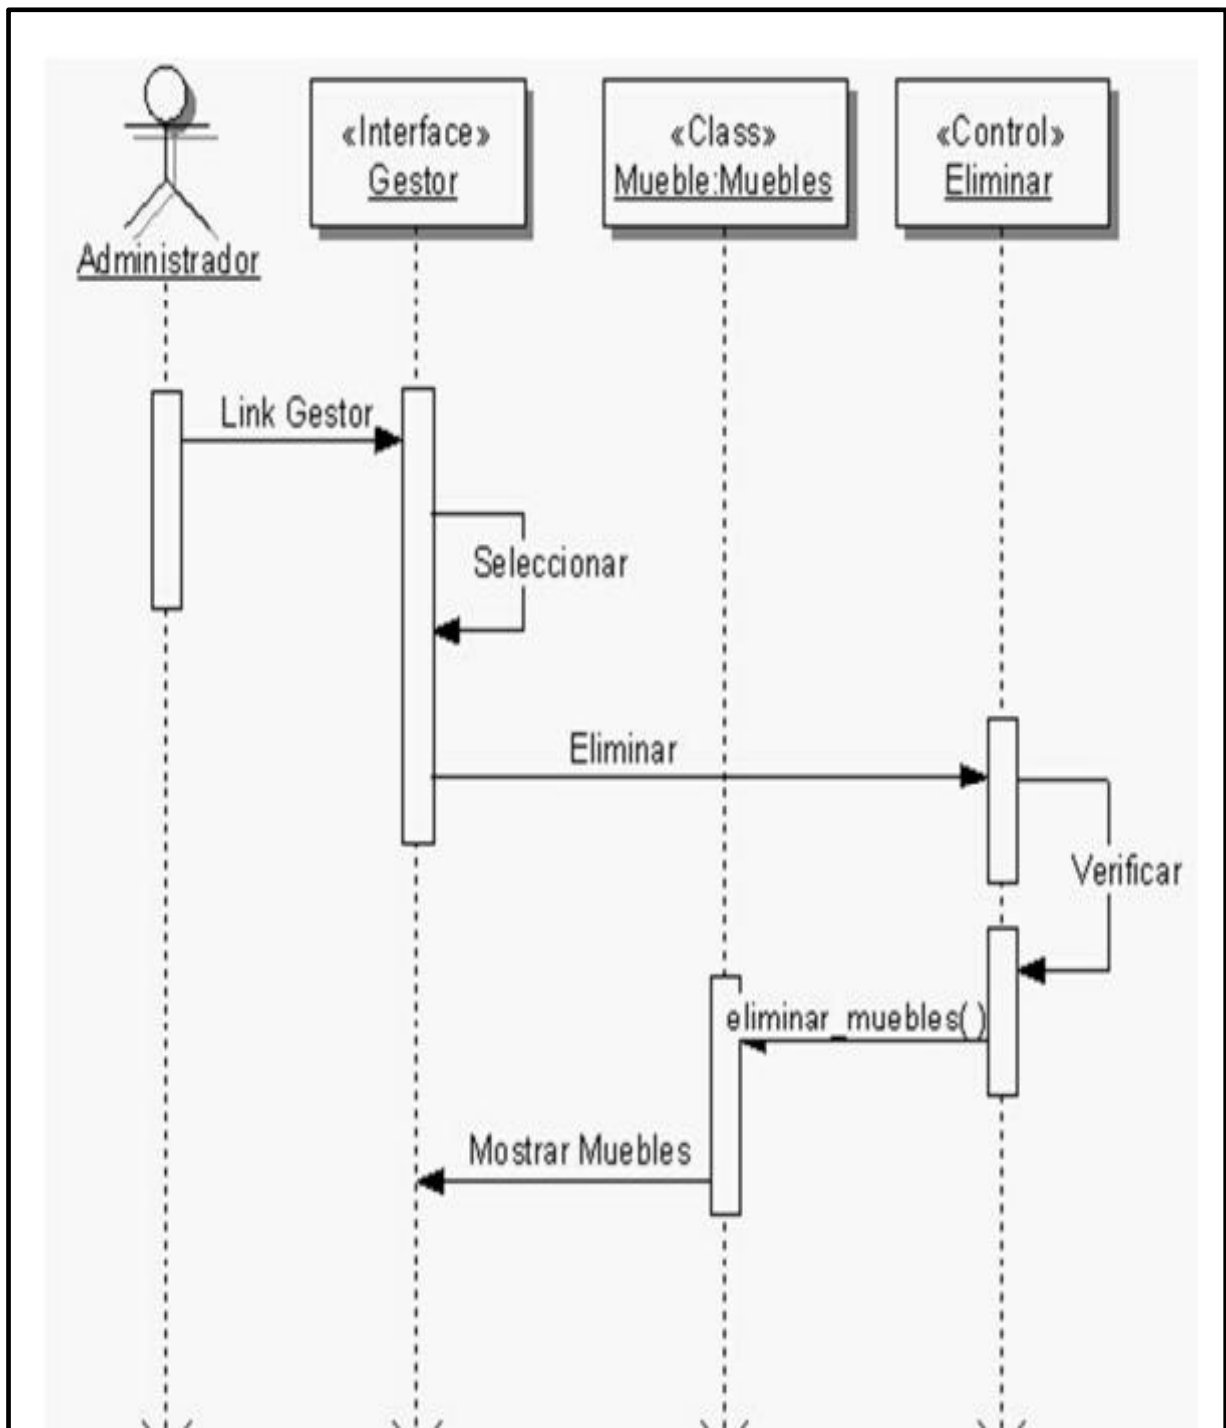 «Interface»
Gestor
«Class»
Mueble:Muebles
«Control»
Eliminar
Administrador
Link Gestor
Seleccionar
Eliminar
Verificar
eliminar_muebles( )
Mostrar Muebles